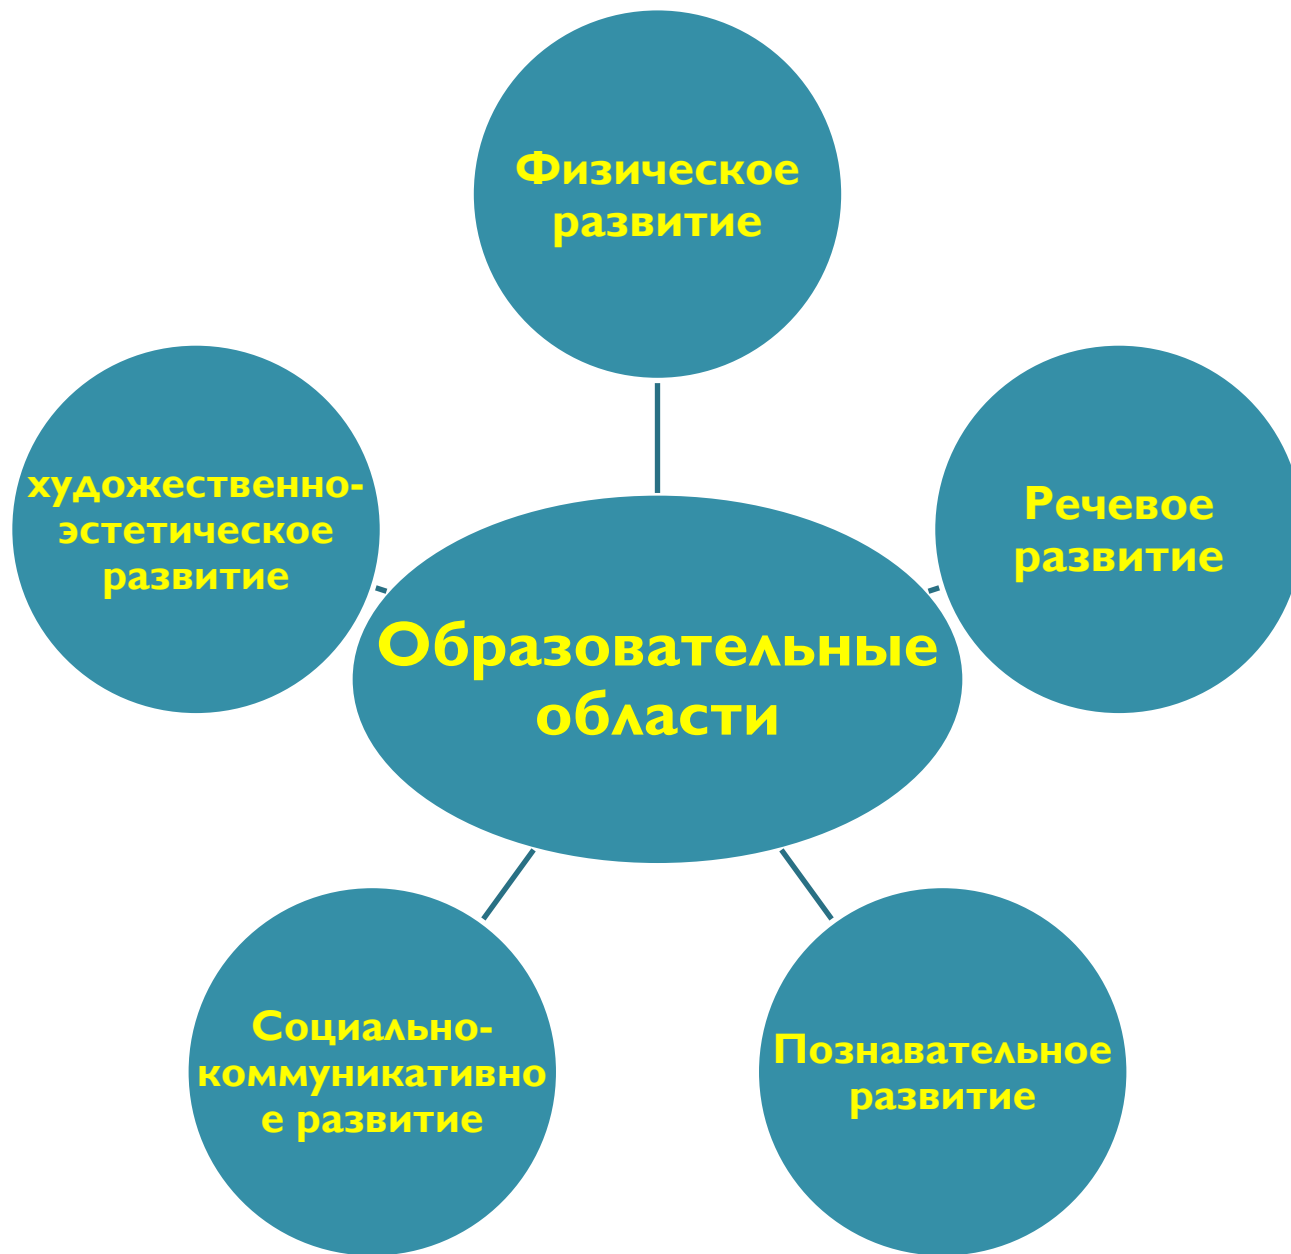 Физическое
развитие
художественно-
эстетическое
развитие
Речевое
развитие
Образовательные
области
Социально-
коммуникативно
е развитие
Познавательное
развитие